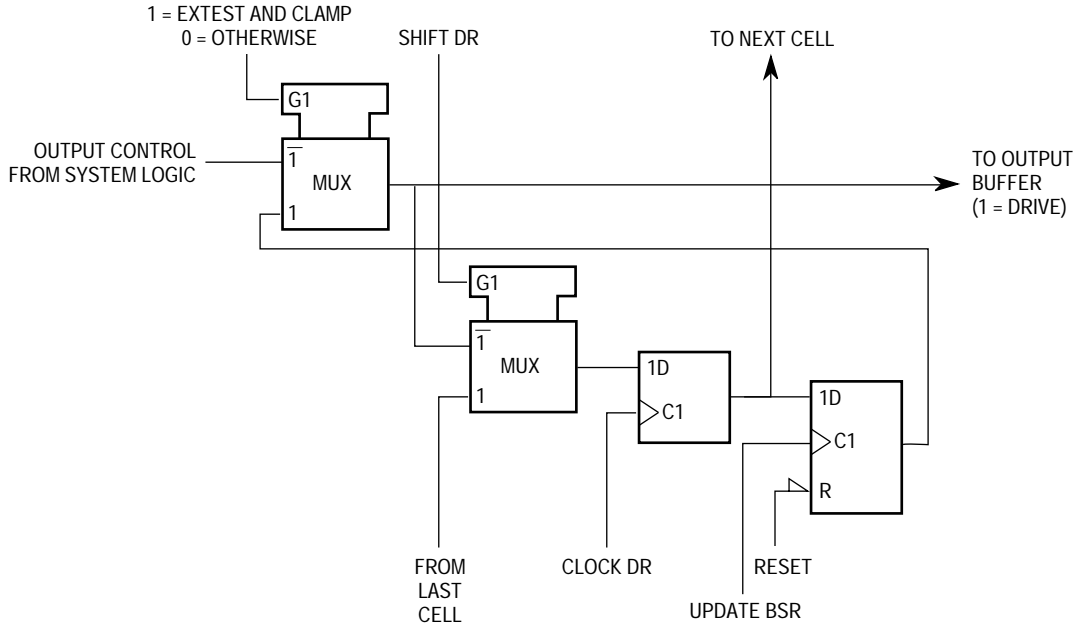 1 = EXTEST AND CLAMP
0 = OTHERWISE
SHIFT DR
TO NEXT CELL
G1
OUTPUT CONTROL
FROM SYSTEM LOGIC
1
MUX
1
TO OUTPUT
BUFFER
(1 = DRIVE)
G1
1
MUX
1
1D
C1
1D
C1
R
FROM
LAST
CELL
CLOCK DR
RESET
UPDATE BSR